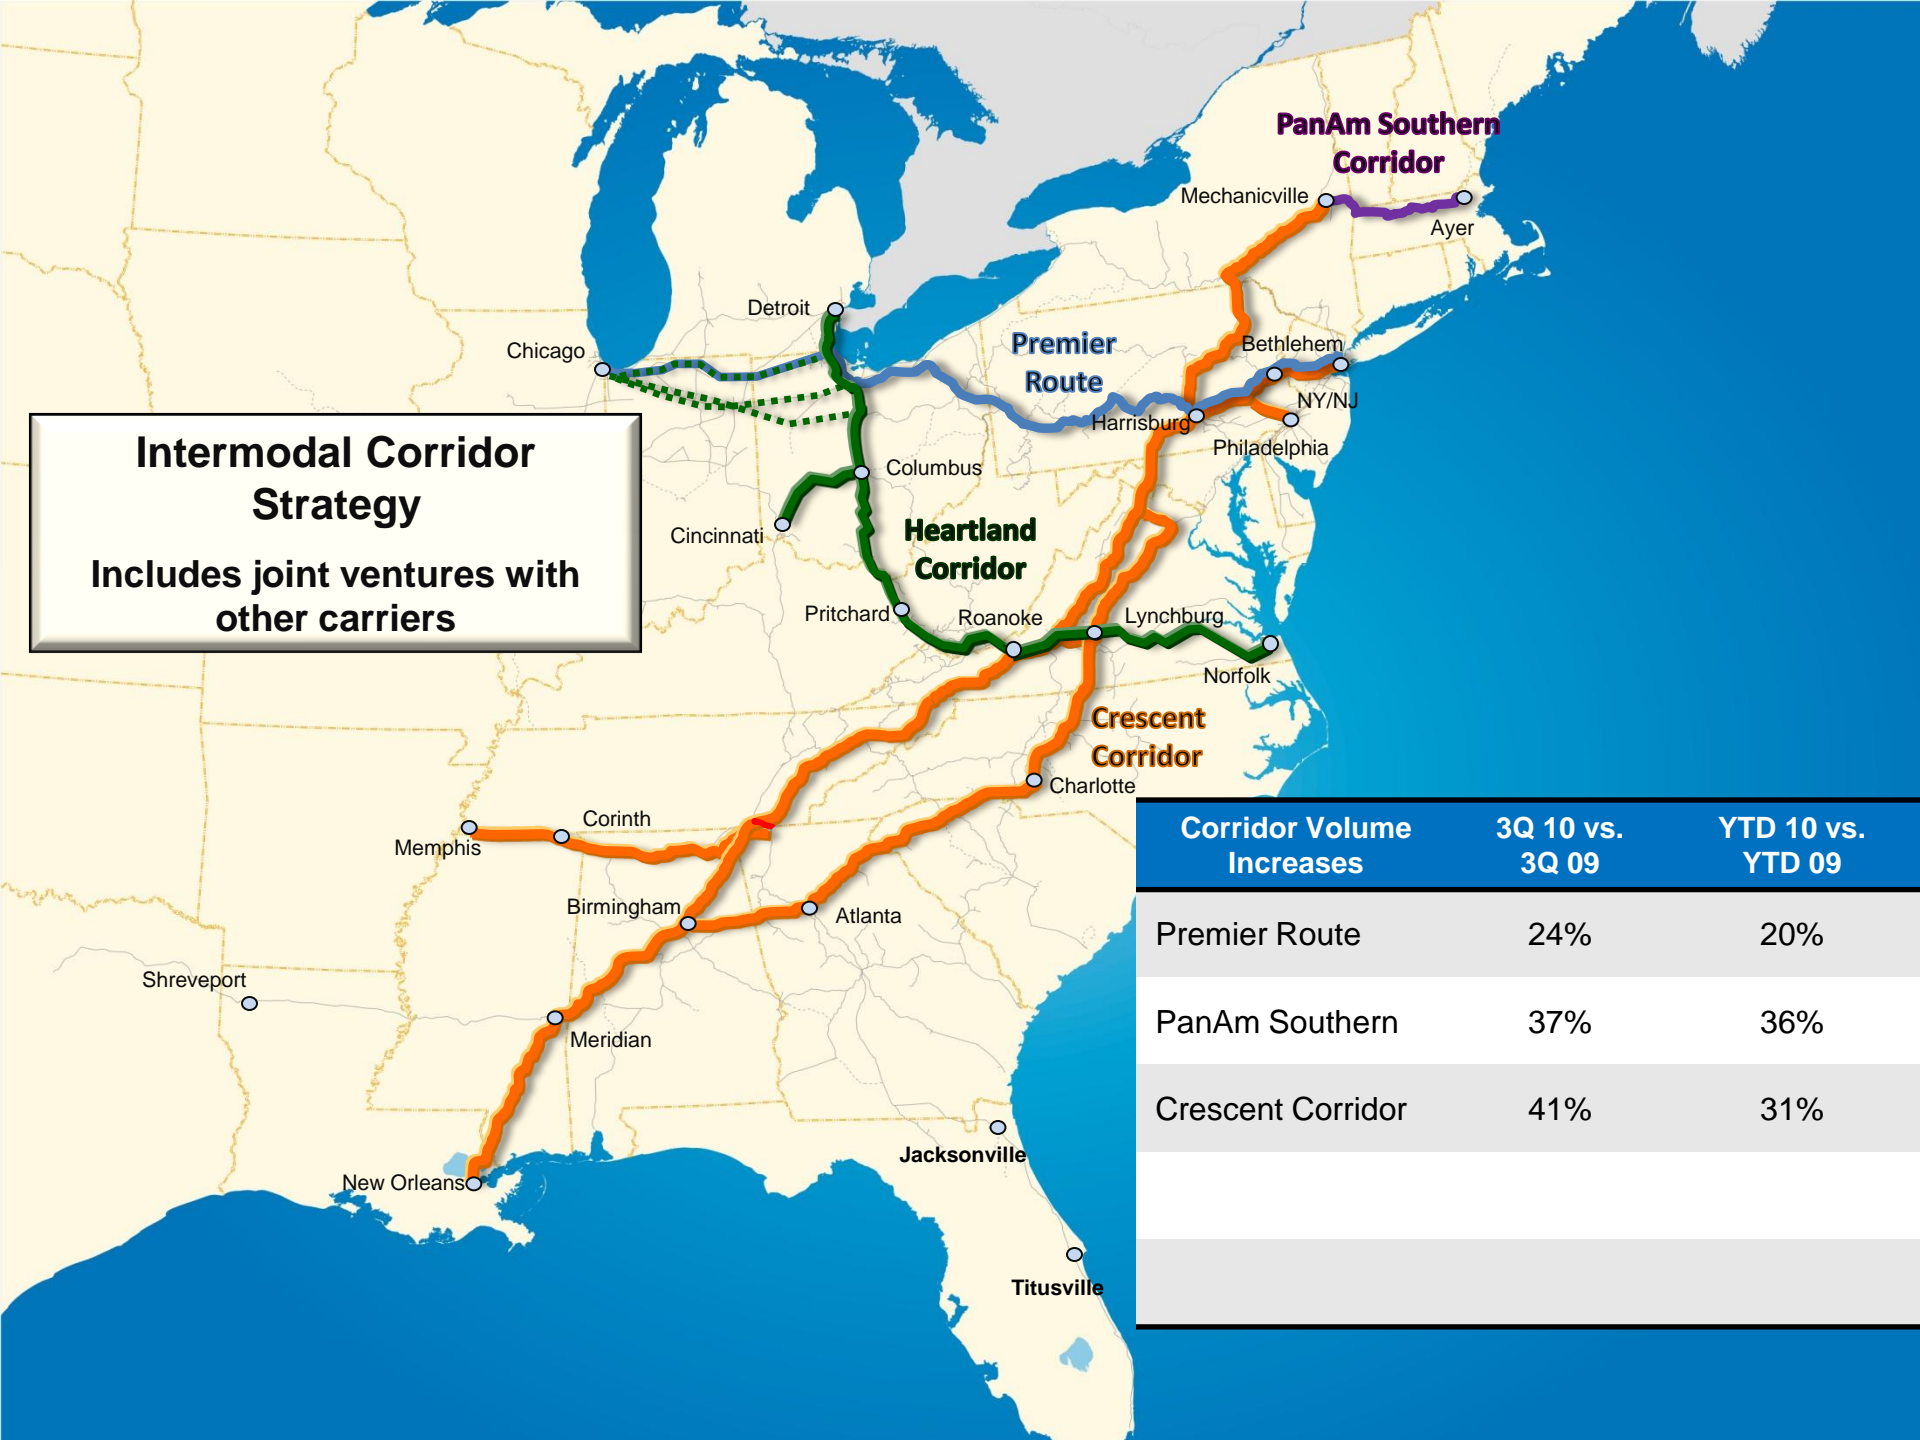 PanAm Southern
Corridor
Mechanicville
Ayer
Detroit
Chicago
Premier
Route
Bethlehem
NY/NJ
Harrisburg
Philadelphia
Intermodal Corridor
Strategy
Includes joint ventures with
other carriers
Columbus
Cincinnati
Heartland
Corridor
Pritchard
Roanoke
Lynchburg
Norfolk
Crescent
Corridor
Charlotte
Corinth
Memphis
Birmingham
Atlanta
Shreveport
Meridian
New Orleans
Jacksonville
Titusville
Corridor Volume
Increases
3Q 10 vs.
3Q 09
YTD 10 vs.
YTD 09
Premier Route 24% 20%
PanAm Southern 37% 36%
Crescent Corridor 41% 31%